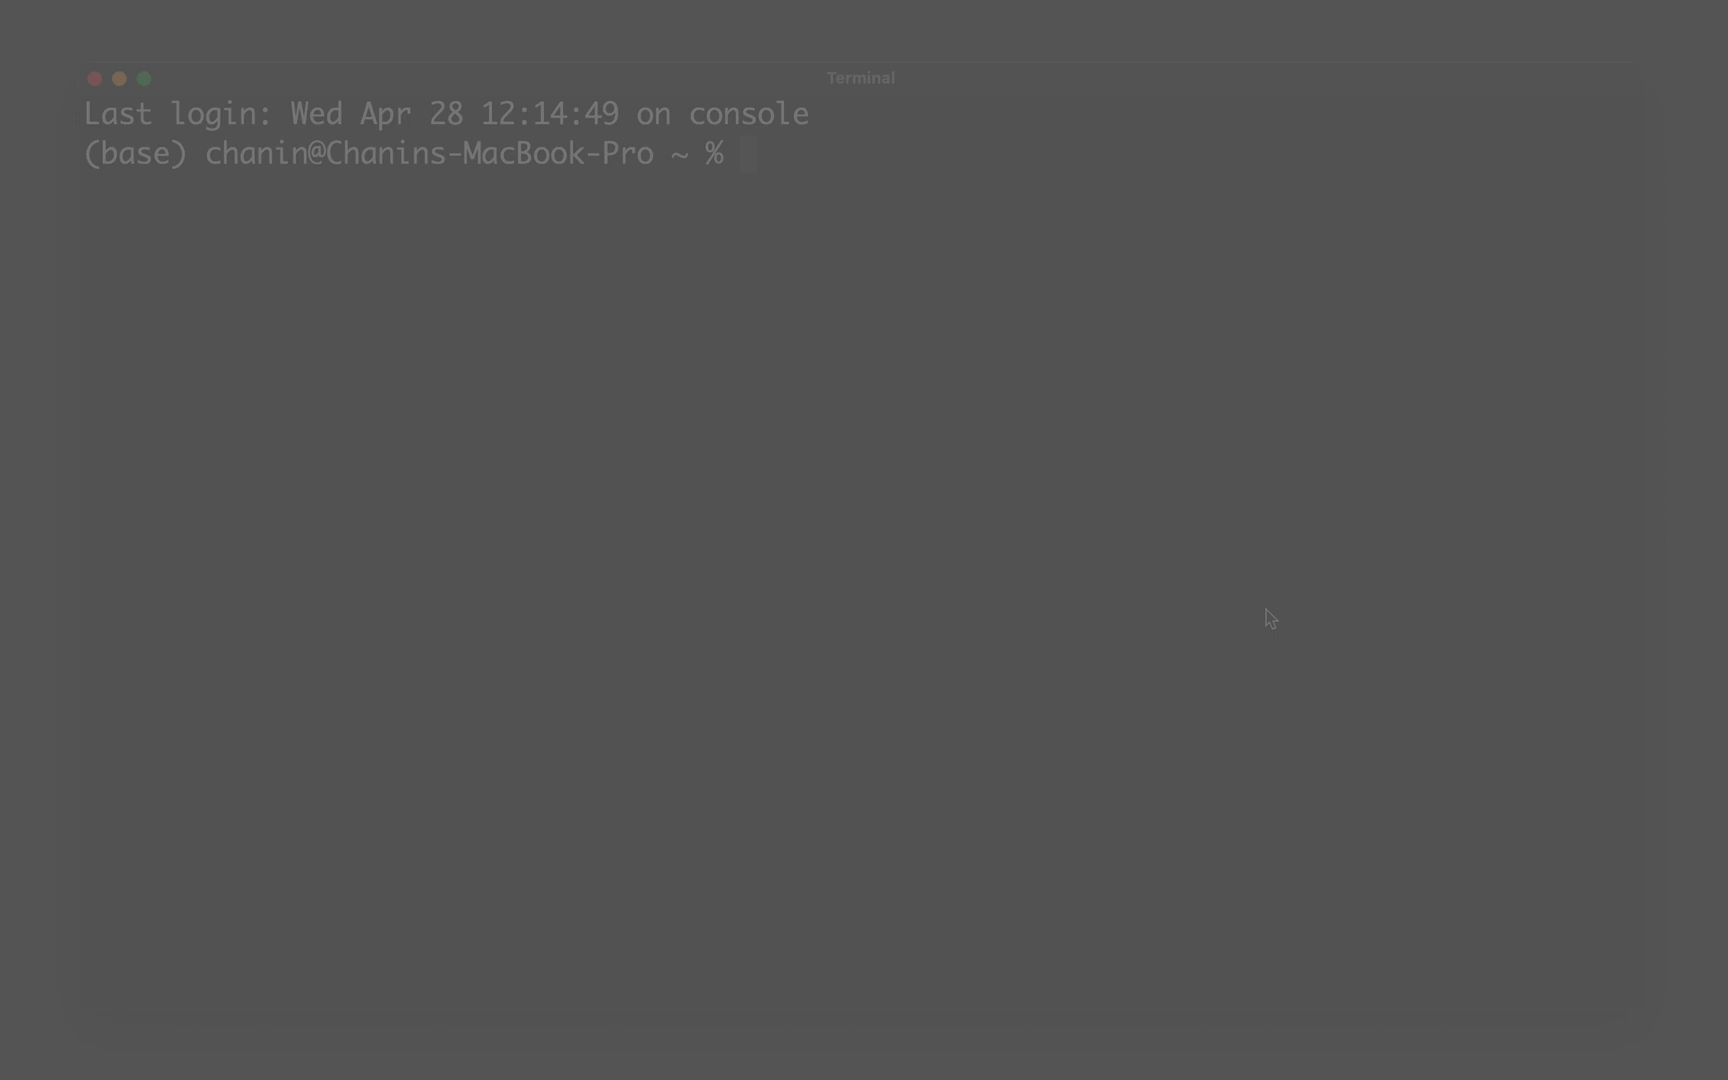 Terminal
Last login: Wed Apr 28 12:14:49 on console
(base) chanin@Chanins-MacBook-Pro ~ %